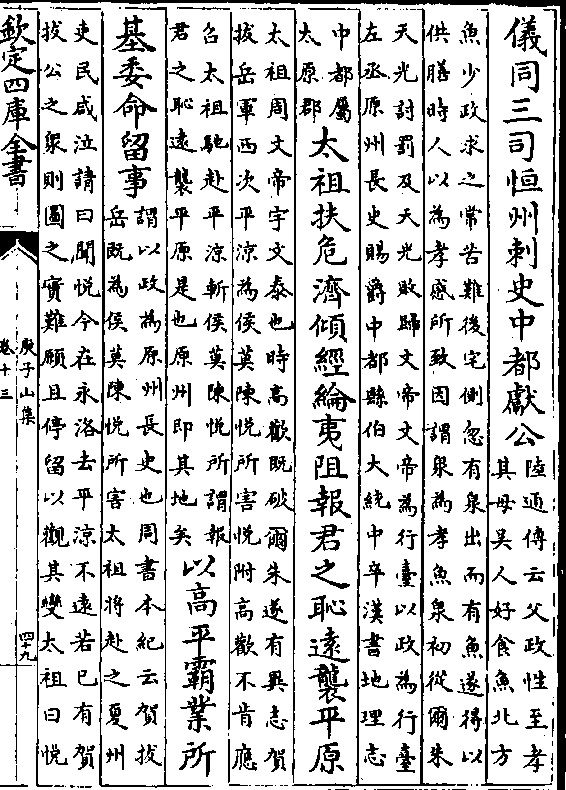 儀同三司恒州刺史中都獻公
陸通傳云父政性至孝
其母吳人好食魚北方
魚少政求之常苦難後宅側忽有泉出而有魚遂得以
供膳時人以為孝感所致因謂泉為孝魚泉初從爾朱
天光討罰及天光敗歸文帝文帝為行臺以政為行臺
左丞原州長史賜爵中都縣伯大統中卒漢書地理志
中都屬
太原郡
太祖扶危濟傾經綸夷阻報君之恥遠襲平原
太祖周文帝宇文泰也時高歡既破爾朱遂有異志賀
拔岳軍西次平涼為侯莫陳悅所害悅附高歡不肯應
召太祖馳赴平涼斬侯莫陳悅所謂報
君之恥遠襲平原是也原州即其地矣
以高平霸業所
基委命留事
謂以政為原州長史也周書本紀云賀拔
岳既為侯莫陳悅所害太祖將赴之夏州
吏民咸泣請曰聞悅今在永洛去平涼不遠若已有賀
拔公之衆則圖之實難願且停留以觀其變太祖曰悅
欽定四庫全書
庾子山集
卷十三
四十九